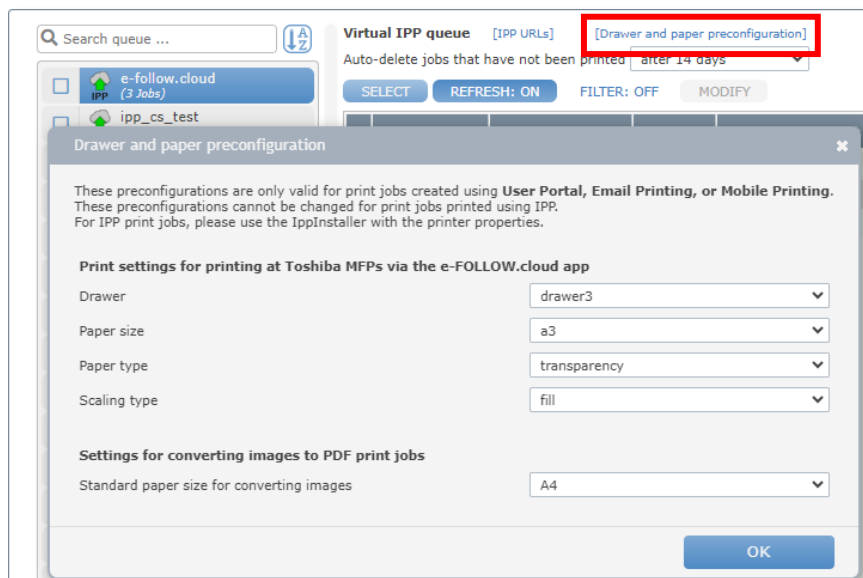 Search queue ...
A
Z
Virtual IPP queue [IPP URLs] [Drawer and paper preconfiguration]
Auto-delete jobs that have not been printed after 14 days
e-follow.cloud
IPP (3 Jobs)
SELECT REFRESH: ON FILTER: OFF MODIFY
ipp_cs_test
Drawer and paper preconfiguration
These preconfigurations are only valid for print jobs created using User Portal, Email Printing, or Mobile Printing.
These preconfigurations cannot be changed for print jobs printed using IPP.
For IPP print jobs, please use the IppInstaller with the printer properties.
Print settings for printing at Toshiba MFPs via the e-FOLLOW.cloud app
Drawer drawer3
Paper size a3
Paper type transparency
Scaling type fill
Settings for converting images to PDF print jobs
Standard paper size for converting images A4
OK